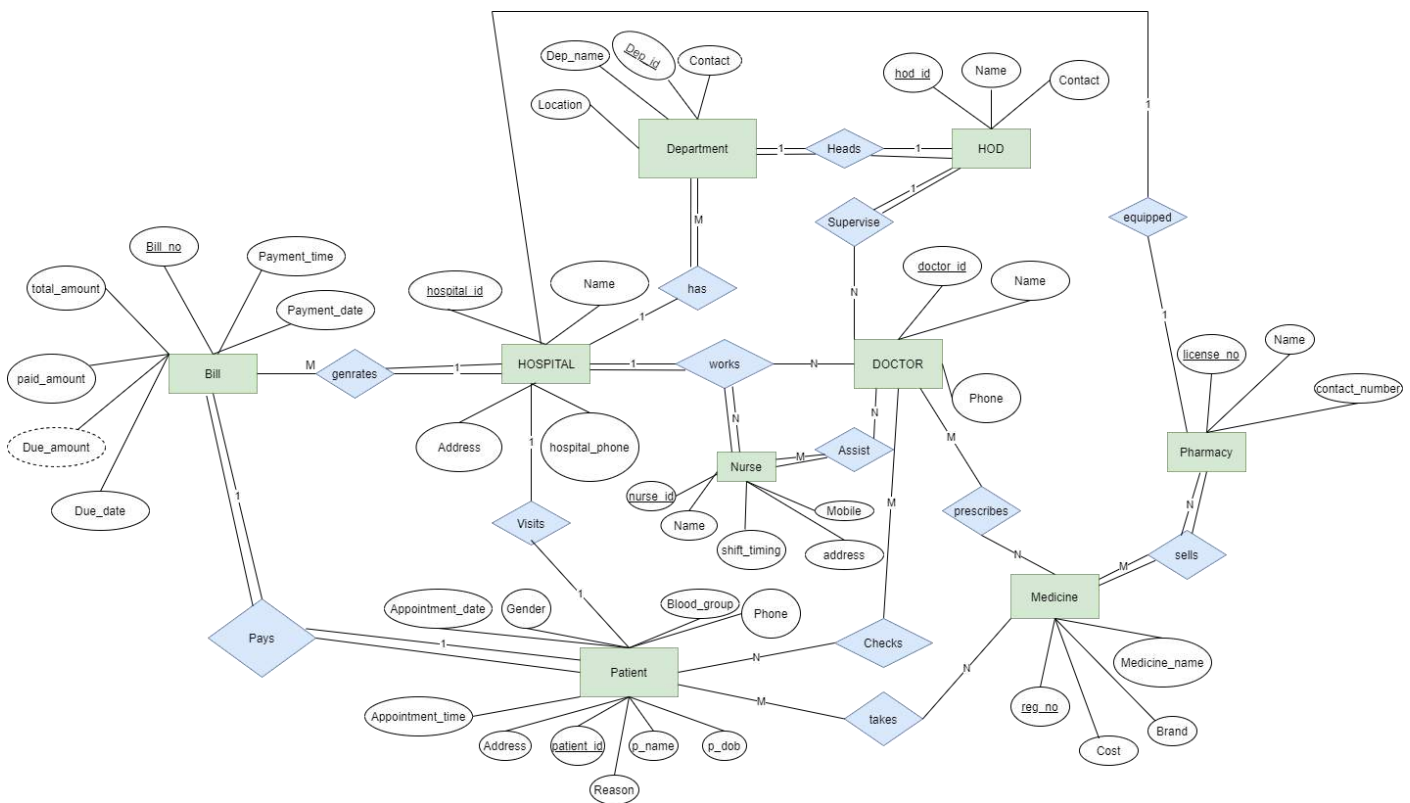 Dep_name
Dep_id
Contact
Location
Department
1
Heads
1
hod_id
Name
Contact
HOD
1
M
1
Supervise
equipped
Bill_no
Payment_time
total_amount
Payment_date
hospital_id
Name
has
1
N
doctor_id
Name
1
license_no
Name
contact_number
Bill
M
genrates
1
HOSPITAL
1
works
N
DOCTOR
Phone
paid_amount
Due_amount
Due_date
Address
hospital_phone
1
N
N
M
Assist
M
Nurse
Pharmacy
nurse_id
Name
shift_timing
Mobile
address
1
Visits
M
prescribes
N
N
M
sells
Medicine
1
Pays
1
Appointment_date
Gender
Blood_group
Phone
1
Patient
N
Checks
M
takes
N
Appointment_time
Address
patient_id
p_name
p_dob
Reason
Medicine_name
reg_no
Brand
Cost